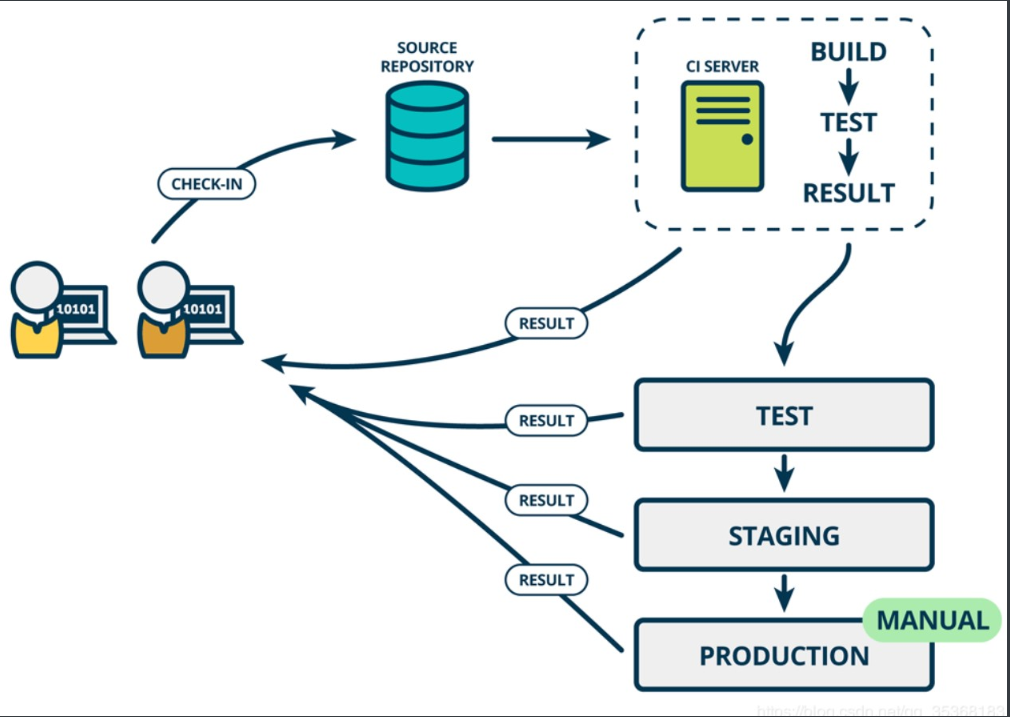 SOURCE
REPOSITORY
CI SERVER
BUILD
TEST
RESULT
CHECK-IN
10101
10101
RESULT
TEST
RESULT
STAGING
RESULT
PRODUCTION
MANUAL
RESULT
https://blog.csdn.net/qq_35368183